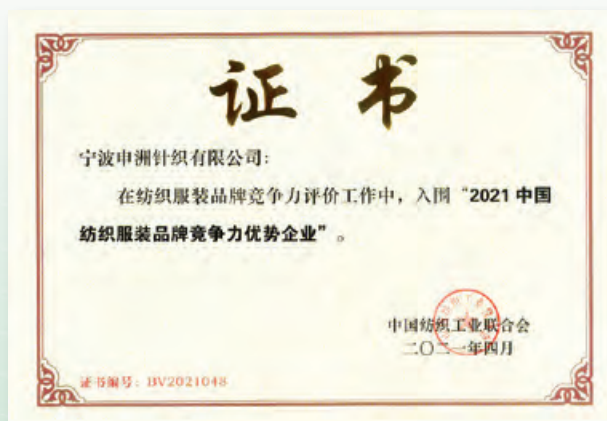 证书
宁波申洲针织有限公司:
在纺织服装品牌竞争力评价工作中，入围“2021中国
纺织服装品牌竞争力优势企业”。
中国纺织工业联合会
二〇二一年四月
证书编号：BV2021048